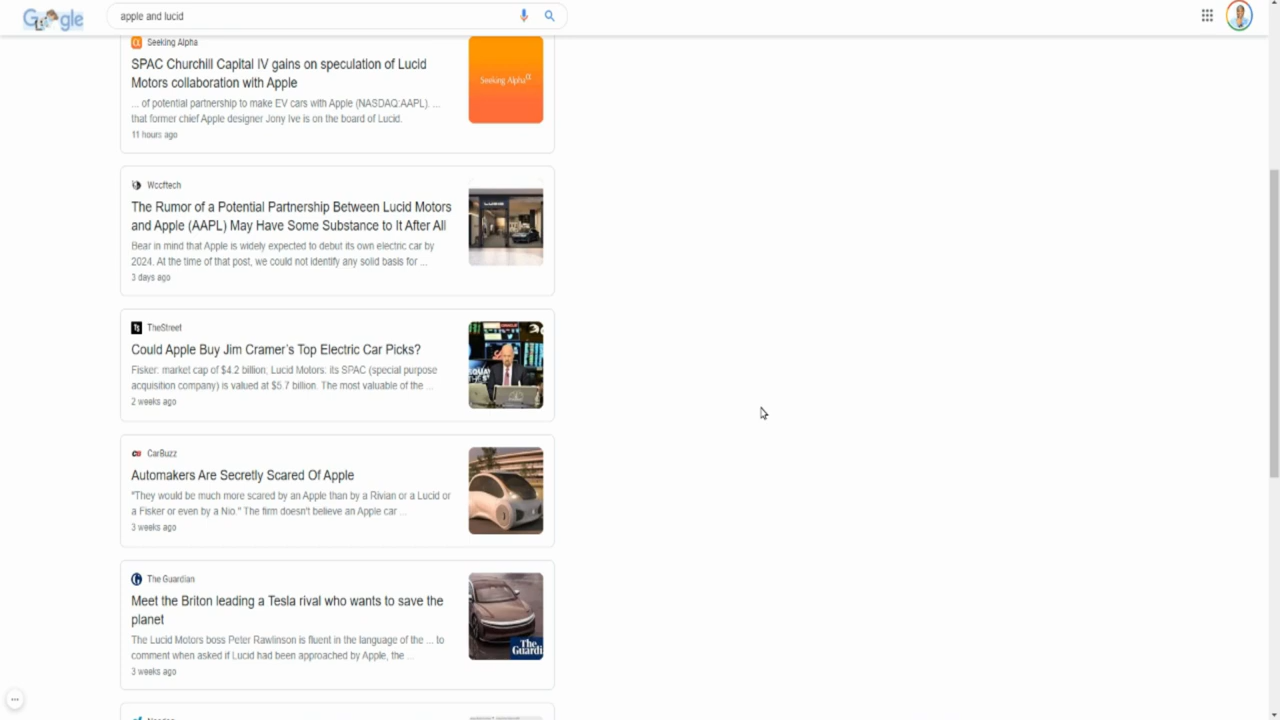 Google
apple and lucid
Seeking Alpha
SPAC Churchill Capital IV gains on speculation of Lucid
Motors collaboration with Apple
... of potential partnership to make EV cars with Apple (NASDAQ:AAPL). ...
that former chief Apple designer Jony Ive is on the board of Lucid.
11 hours ago
Seeking Alpha α
Wccftech
The Rumor of a Potential Partnership Between Lucid Motors
and Apple (AAPL) May Have Some Substance to It After All
Bear in mind that Apple is widely expected to debut its own electric car by
2024. At the time of that post, we could not identify any solid basis for ...
3 days ago
LUCID
TheStreet
Could Apple Buy Jim Cramer's Top Electric Car Picks?
Fisker: market cap of $4.2 billion; Lucid Motors: its SPAC (special purpose
acquisition company) is valued at $5.7 billion. The most valuable of the ...
2 weeks ago
CarBuzz
Automakers Are Secretly Scared Of Apple
"They would be much more scared by an Apple than by a Rivian or a Lucid or
a Fisker or even by a Nio." The firm doesn't believe an Apple car ...
3 weeks ago
The Guardian
Meet the Briton leading a Tesla rival who wants to save the
planet
The Lucid Motors boss Peter Rawlinson is fluent in the language of the ... to
comment when asked if Lucid had been approached by Apple, the ...
3 weeks ago
The
Guardi